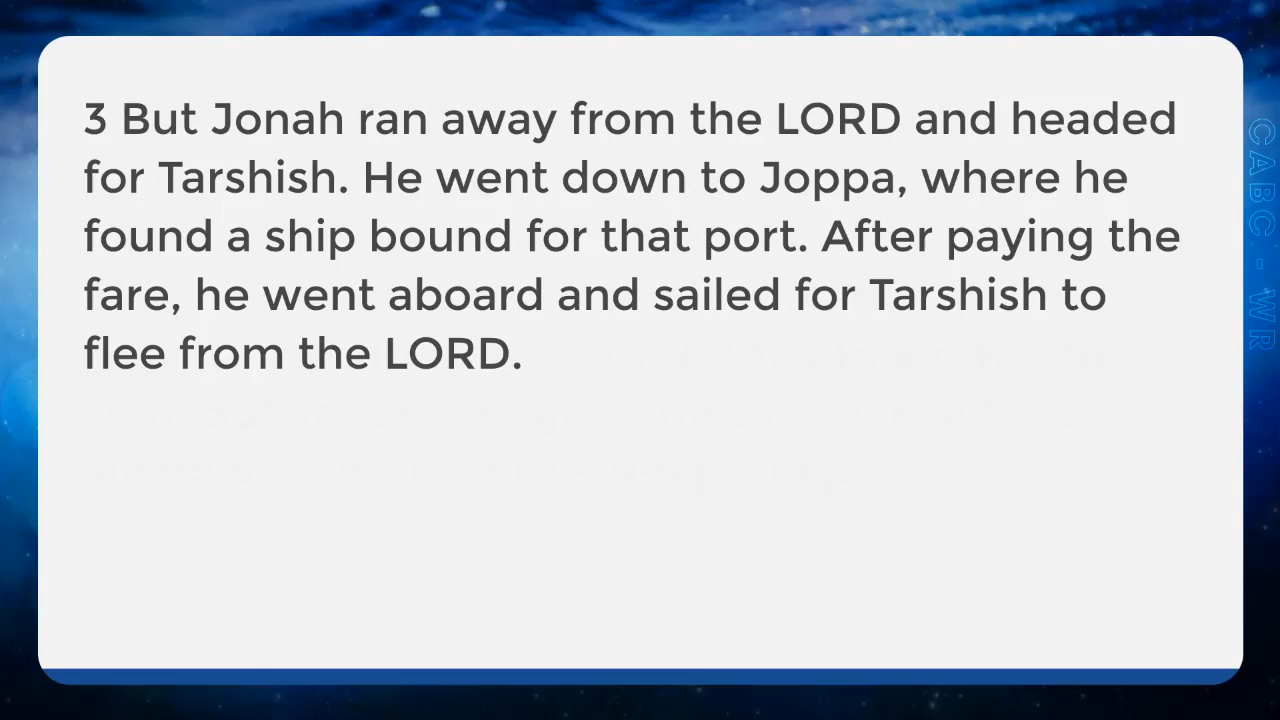 3 But Jonah ran away from the LORD and headed
for Tarshish. He went down to Joppa, where he
found a ship bound for that port. After paying the
fare, he went aboard and sailed for Tarshish to
flee from the LORD.
CABC - WR